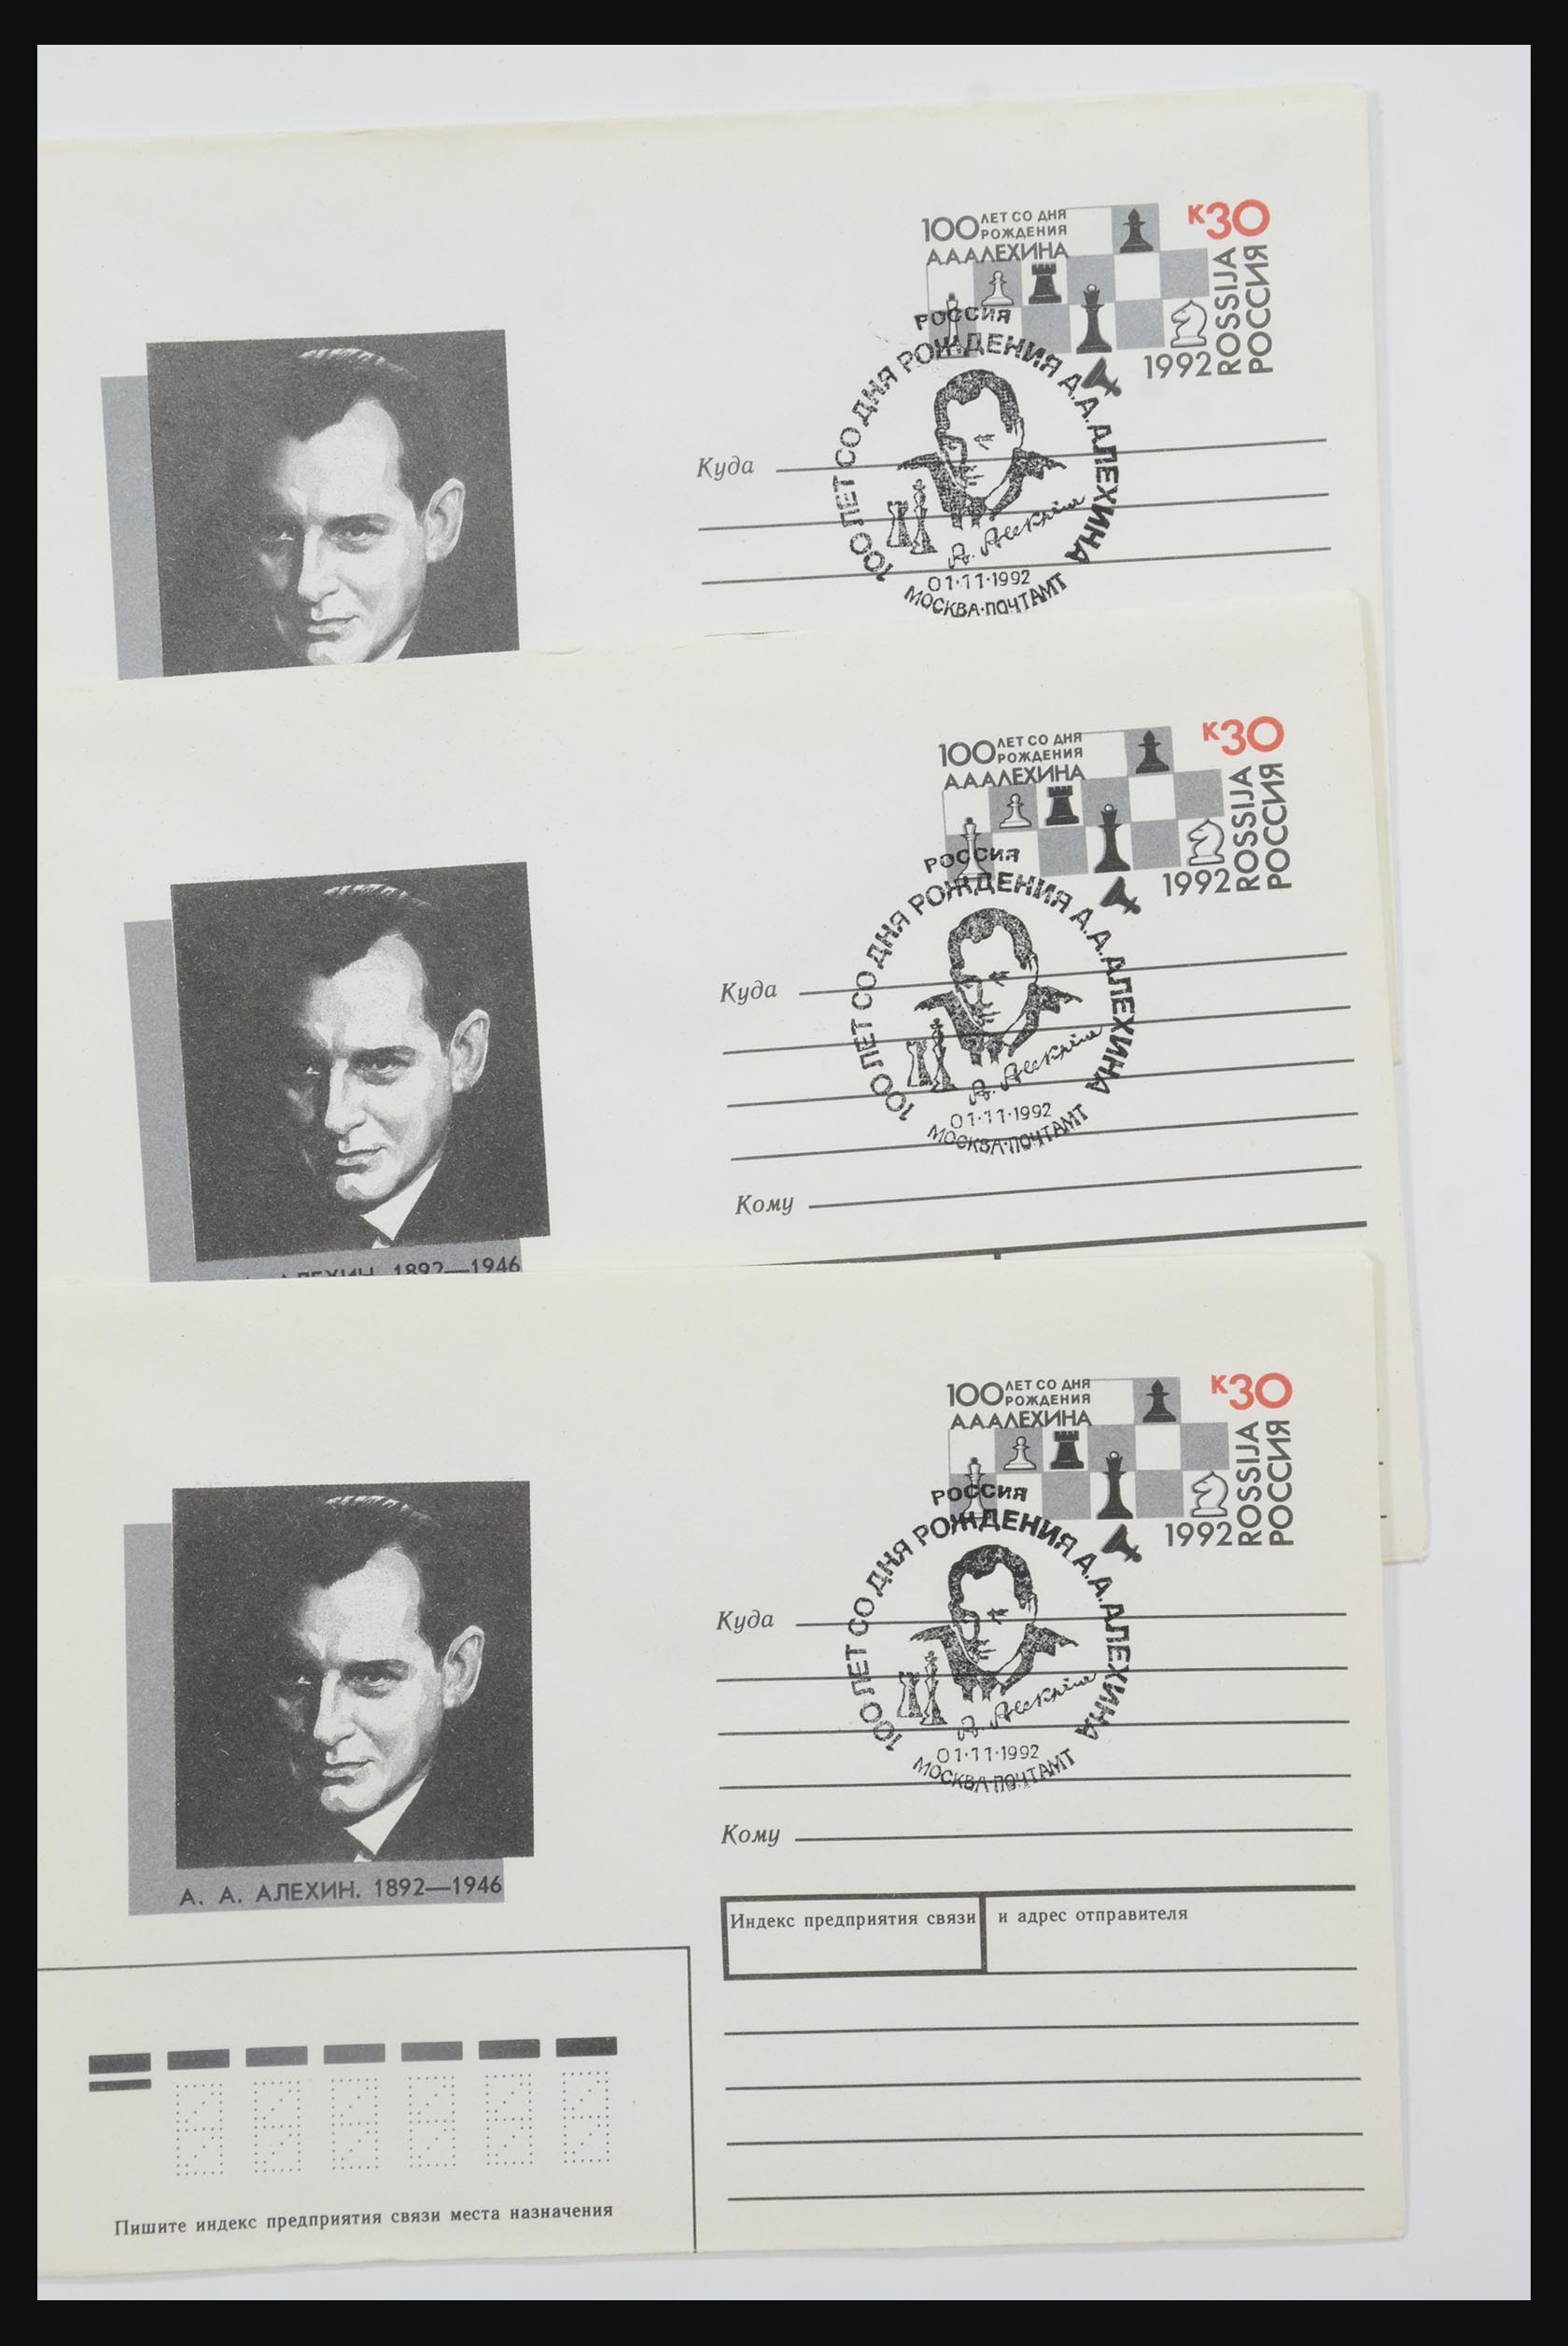 100 ЛЕТ СО ДНЯ
РОЖДЕНИЯ
А.А.АЛЕХИНА
К30
ROSSIJA
РОССИЯ
1992
РОССИЯ
100 ЛЕТ СО ДНЯ РОЖДЕНИЯ А.А.АЛЕХИНА
01·11·1992
МОСКВА·ПОЧТАМТ
Куда
100 ЛЕТ СО ДНЯ
РОЖДЕНИЯ
А.А.АЛЕХИНА
К30
ROSSIJA
РОССИЯ
1992
РОССИЯ
100 ЛЕТ СО ДНЯ РОЖДЕНИЯ А.А.АЛЕХИНА
01·11·1992
МОСКВА·ПОЧТАМТ
Куда
Кому
АЛЕХИН. 1892—1946
100 ЛЕТ СО ДНЯ
РОЖДЕНИЯ
А.А.АЛЕХИНА
К30
ROSSIJA
РОССИЯ
1992
РОССИЯ
100 ЛЕТ СО ДНЯ РОЖДЕНИЯ А.А.АЛЕХИНА
01·11·1992
МОСКВА·ПОЧТАМТ
Куда
Кому
А. А. АЛЕХИН. 1892—1946
Индекс предприятия связи и адрес отправителя
Пишите индекс предприятия связи места назначения